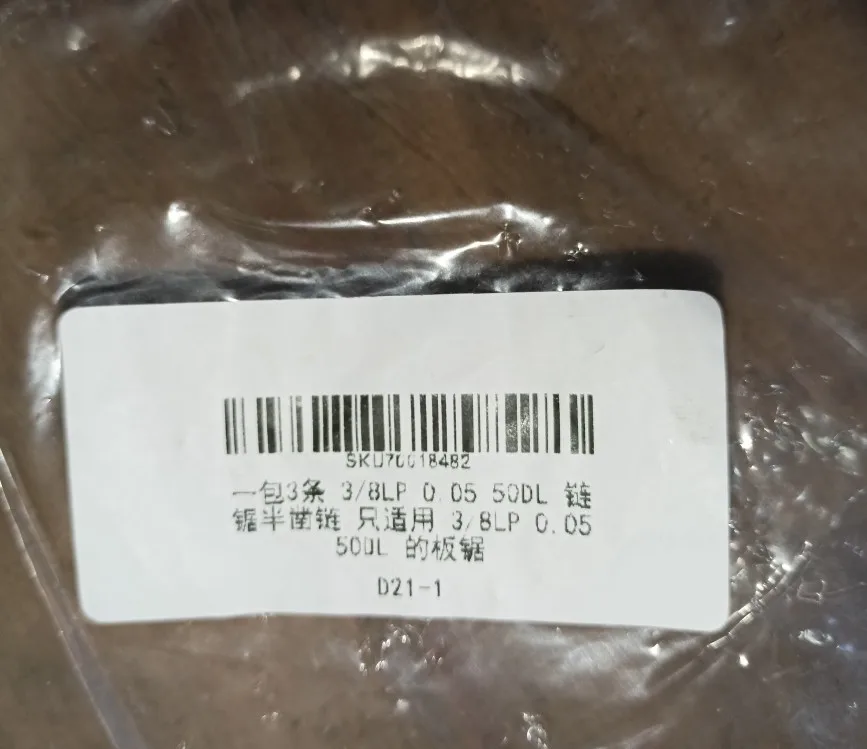 SKU70018482
一包3条 3/8LP 0.05 50DL 链
锯半凿链 只适用 3/8LP 0.05
50DL 的板锯
D21-1